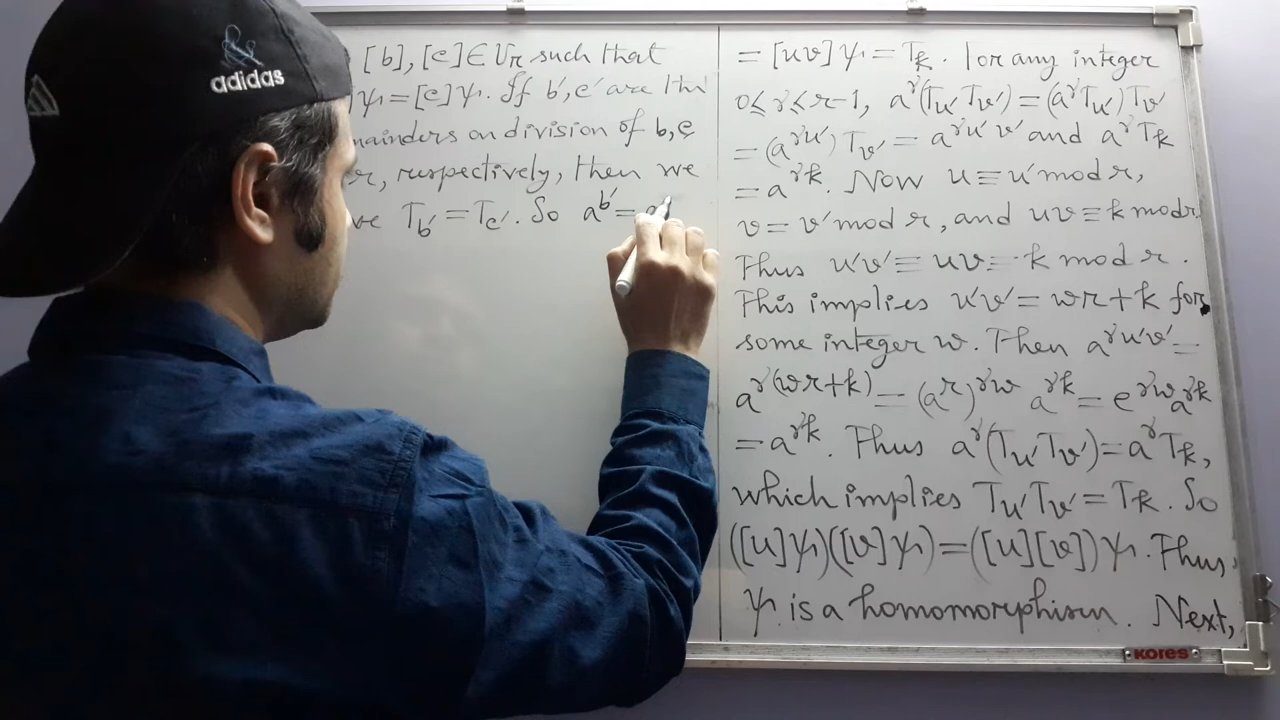 adidas
[b], [c] ∈ Ur such that
]ψ₁ = [c]ψ₁. If b', c' are the
mainders on division of b, c
r, respectively, then we
ve T_b' = T_c'. So a^b' =
= [uv]ψ₁ = T_k. For any integer
0 ≤ γ ≤ r-1, a^γ(T_u' T_v') = (a^γ T_u') T_v'
= (a^γu') T_v' = a^γu'v' and a^γ T_k
= a^γk. Now u ≡ u' mod r,
v ≡ v' mod r, and uv ≡ k mod r.
Thus u'v' ≡ uv ≡ k mod r.
This implies u'v' = wr + k for
some integer w. Then a^γu'v' =
a^γ(wr+k) = (a^r)^γw a^γk = e^γw a^γk
= a^γk. Thus a^γ(T_u' T_v') = a^γ T_k,
which implies T_u' T_v' = T_k. So
([u]ψ₁)([v]ψ₁) = ([u][v])ψ₁. Thus,
ψ₁ is a homomorphism. Next,
KORES